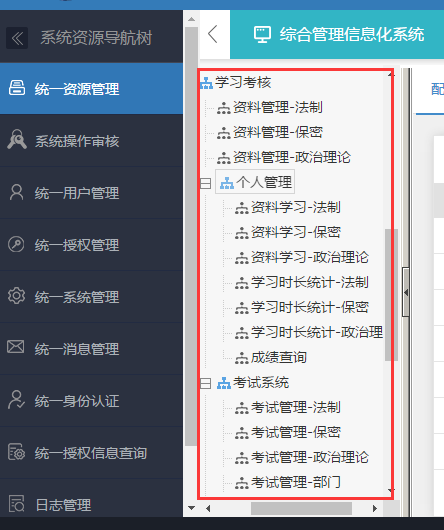 系统资源导航树
统一资源管理
系统操作审核
统一用户管理
统一授权管理
统一系统管理
统一消息管理
统一身份认证
统一授权信息查询
日志管理
综合管理信息化系统
配
学习考核
资料管理-法制
资料管理-保密
资料管理-政治理论
个人管理
资料学习-法制
资料学习-保密
资料学习-政治理论
学习时长统计-法制
学习时长统计-保密
学习时长统计-政治理
成绩查询
考试系统
考试管理-法制
考试管理-保密
考试管理-政治理论
考试管理-部门